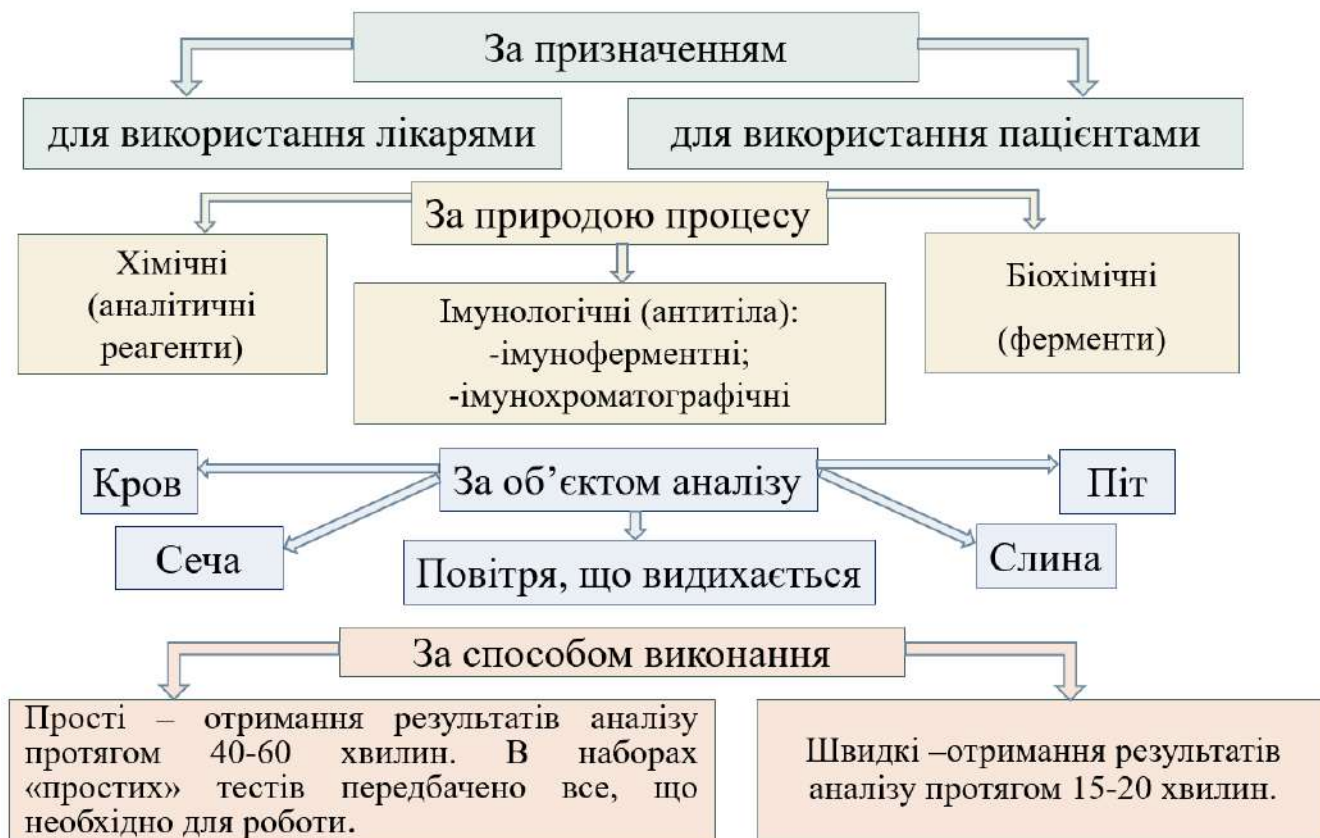 За призначенням
для використання лікарями
для використання пацієнтами
За природою процесу
Хімічні
(аналітичні
реагенти)
Імунологічні (антитіла):
-імуноферментні;
-імунохроматографічні
Біохімічні
(ферменти)
За об’єктом аналізу
Кров
Піт
Сеча
Повітря, що видихається
Слина
За способом виконання
Прості – отримання результатів аналізу
протягом 40-60 хвилин. В наборах
«простих» тестів передбачено все, що
необхідно для роботи.
Швидкі –отримання результатів
аналізу протягом 15-20 хвилин.